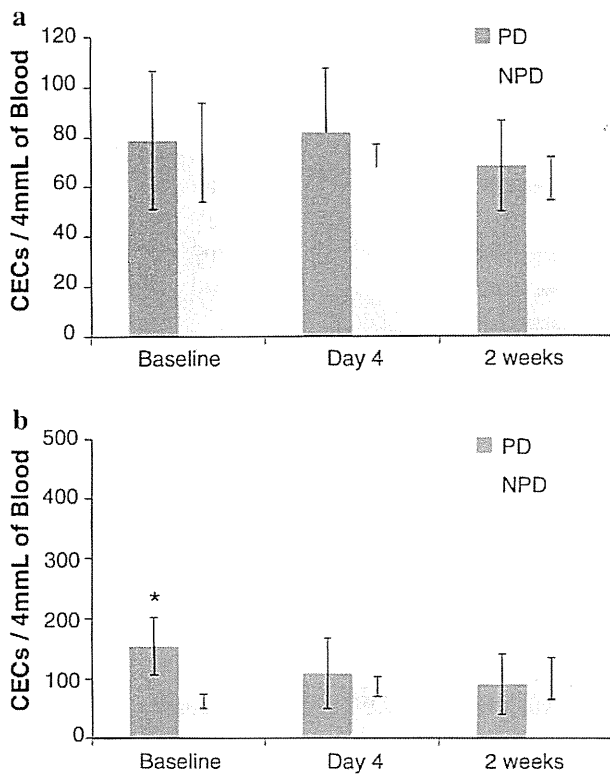 a
120
100
80
60
40
20
0
CECs / 4mmL of Blood
PD
NPD
Baseline Day 4 2 weeks
b
500
400
300
200
100
0
CECs / 4mmL of Blood
PD
NPD
*
Baseline Day 4 2 weeks